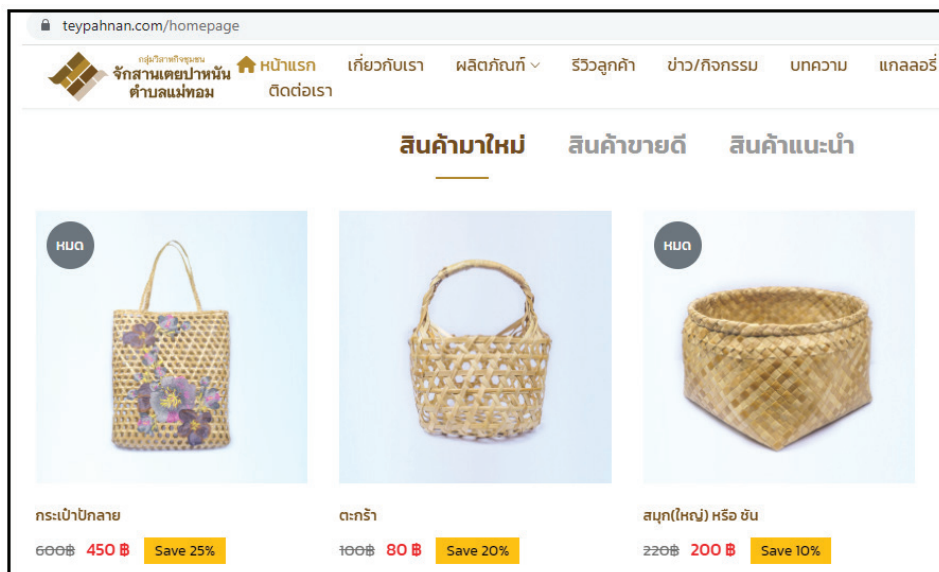 teypahnan.com/homepage
กลุ่มวิสาหกิจชุมชน
จักสานเตยปาหนัน
ตำบลแม่ทอม
หน้าแรก เกี่ยวกับเรา ผลิตภัณฑ์ รีวิวลูกค้า ข่าว/กิจกรรม บทความ แกลลอรี่
ติดต่อเรา
สินค้ามาใหม่ สินค้าขายดี สินค้าแนะนำ
หมด หมด
กระเป๋าปักลาย ตะกร้า สมุก(ใหญ่) หรือ ซัน
600฿ 450 ฿ Save 25% 100฿ 80 ฿ Save 20% 220฿ 200 ฿ Save 10%